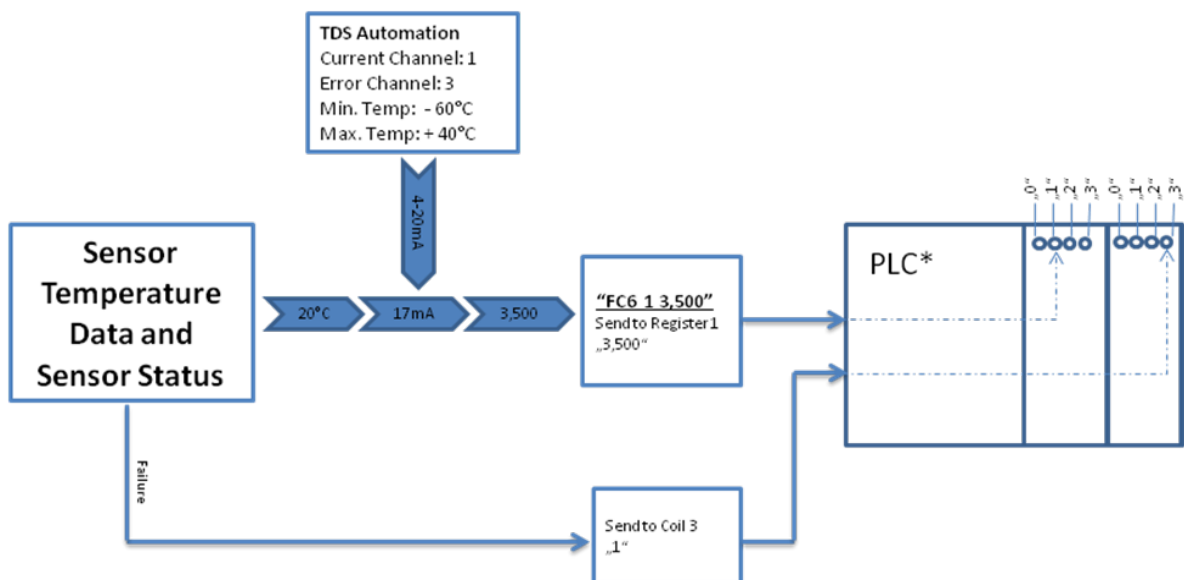 TDS Automation
Current Channel: 1
Error Channel: 3
Min. Temp: - 60°C
Max. Temp: + 40°C
4-20mA
Sensor
Temperature
Data and
Sensor Status
20°C
17mA
3,500
“FC6 1 3,500”
Send to Register 1
„3,500“
PLC*
„0“
„1“
„2“
„3“
„0“
„1“
„2“
„3“
Failure
Send to Coil 3
„1“